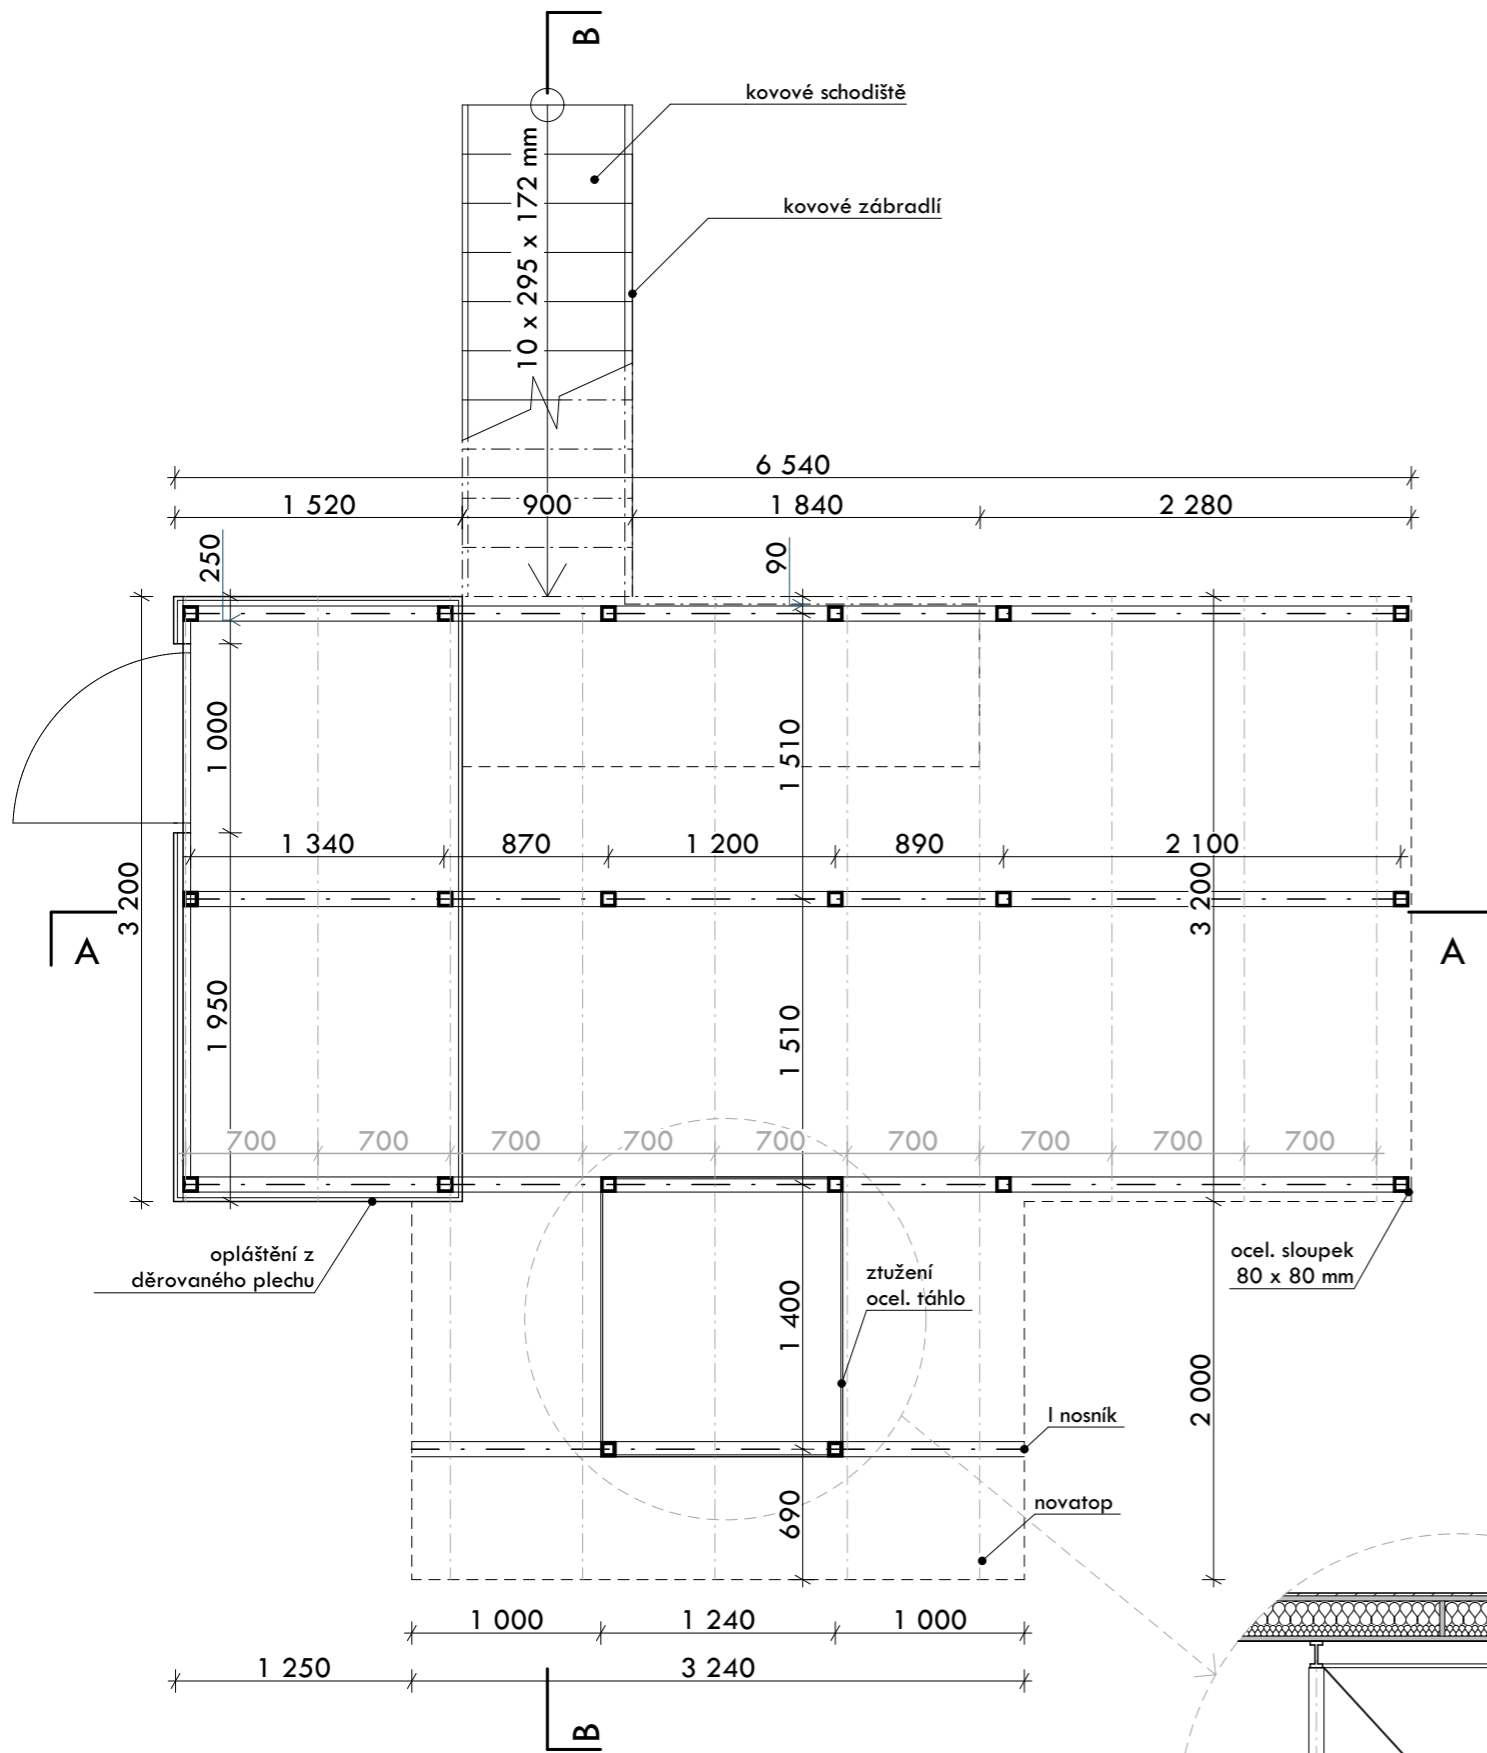 B
kovové schodiště
10 x 295 x 172 mm
kovové zábradlí
6 540
1 520
900
1 840
2 280
250
90
1 000
1 510
1 340
870
1 200
890
2 100
3 200
3 200
A
A
1 950
1 510
700
700
700
700
700
700
700
700
700
opláštění z
děrovaného plechu
ztužení
ocel. táhlo
ocel. sloupek
80 x 80 mm
1 400
2 000
I nosník
690
novatop
1 000
1 240
1 000
1 250
3 240
B